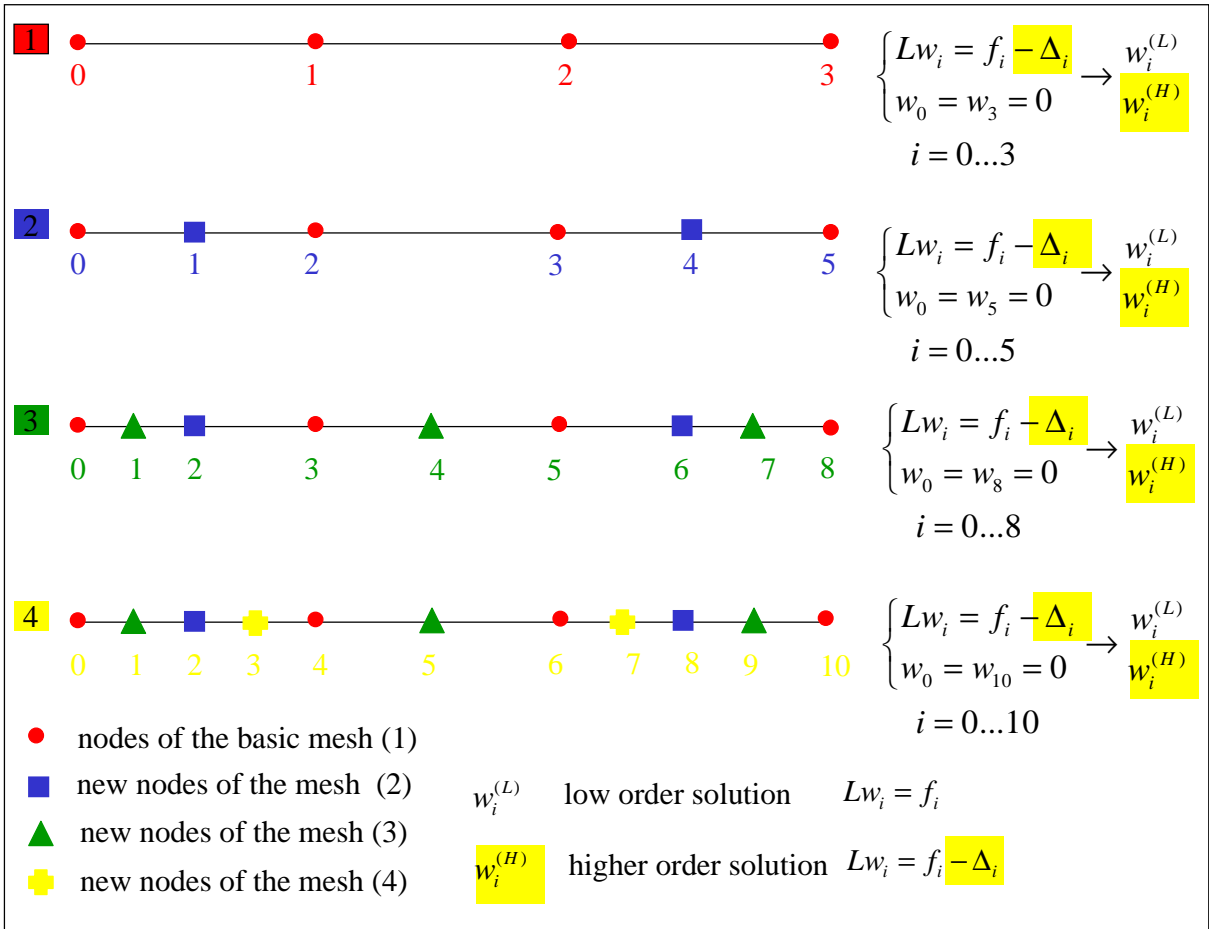 1
0 1 2 3
{ Lw_i = f_i − Δ_i
w_0 = w_3 = 0
→ w_i^(L)
w_i^(H)
i = 0...3
2
0 1 2 3 4 5
{ Lw_i = f_i − Δ_i
w_0 = w_5 = 0
→ w_i^(L)
w_i^(H)
i = 0...5
3
0 1 2 3 4 5 6 7 8
{ Lw_i = f_i − Δ_i
w_0 = w_8 = 0
→ w_i^(L)
w_i^(H)
i = 0...8
4
0 1 2 3 4 5 6 7 8 9 10
{ Lw_i = f_i − Δ_i
w_0 = w_10 = 0
→ w_i^(L)
w_i^(H)
i = 0...10
nodes of the basic mesh (1)
new nodes of the mesh (2)
new nodes of the mesh (3)
new nodes of the mesh (4)
w_i^(L) low order solution Lw_i = f_i
w_i^(H) higher order solution Lw_i = f_i − Δ_i